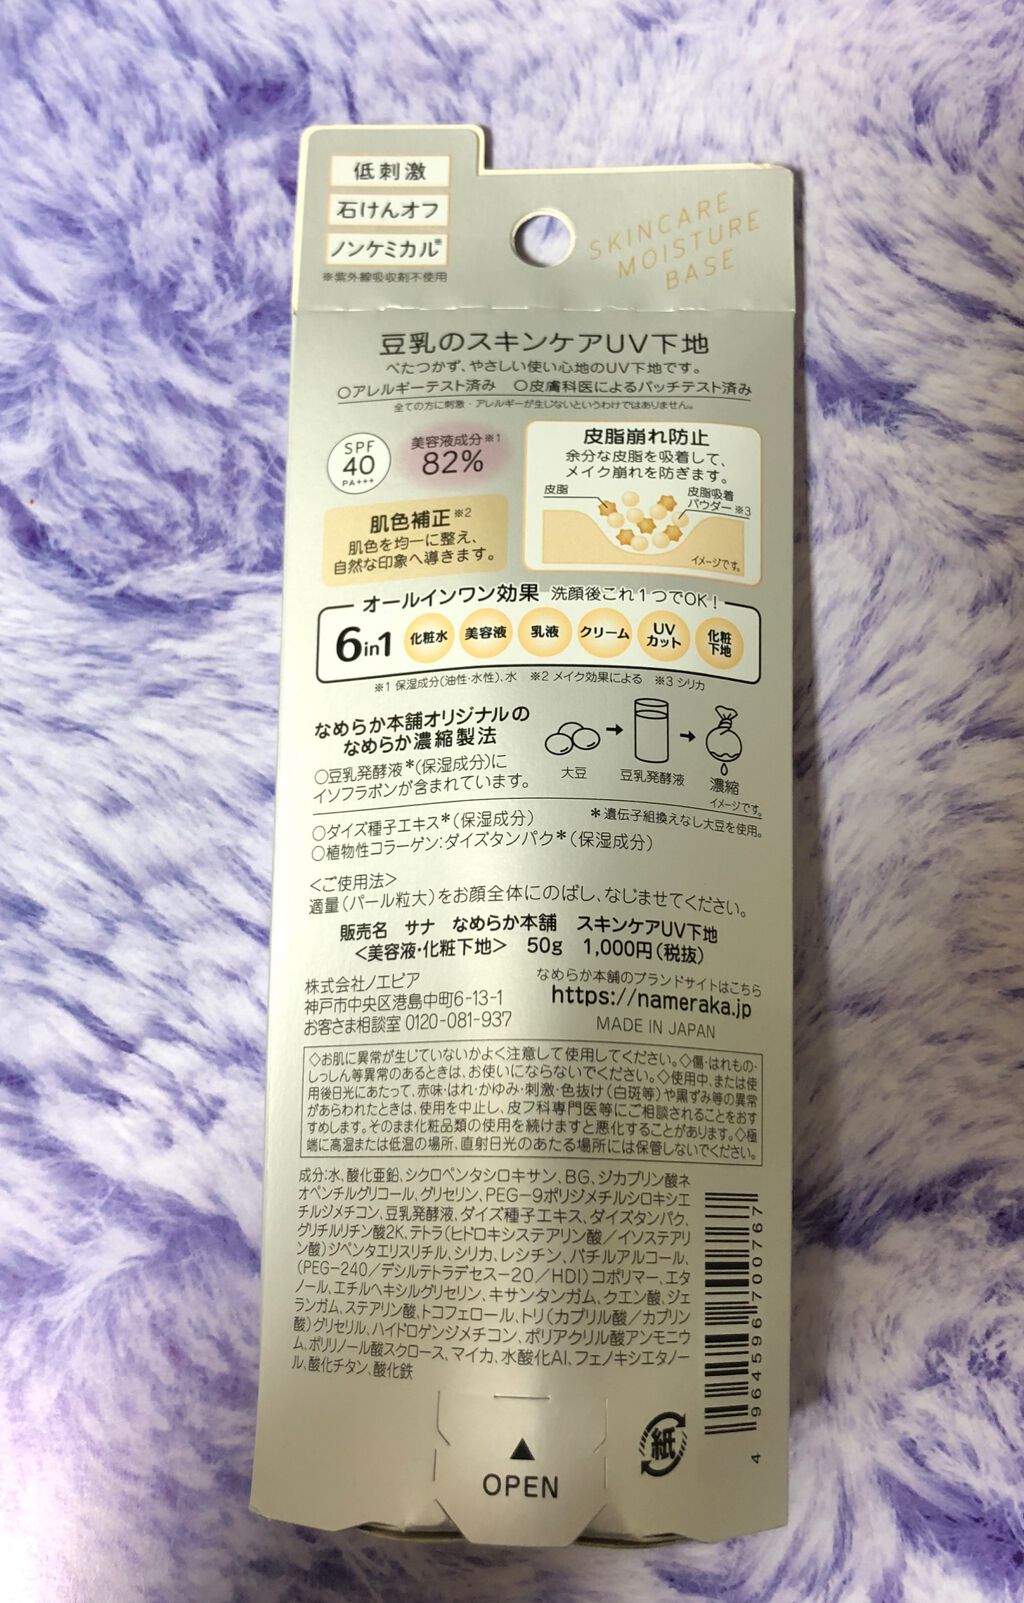 低刺激
石けんオフ
ノンケミカル※
※紫外線吸収剤不使用
SKINCARE
MOISTURE
BASE
豆乳のスキンケアUV下地
べたつかず、やさしい使い心地のUV下地です。
○アレルギーテスト済み ○皮膚科医によるパッチテスト済み
全ての方に刺激・アレルギーが生じないというわけではありません。
SPF
40
PA+++
美容液成分※1
82%
肌色補正※2
肌色を均一に整え、
自然な印象へ導きます。
皮脂崩れ防止
余分な皮脂を吸着して、
メイク崩れを防ぎます。
皮脂
皮脂吸着
パウダー※3
イメージです。
オールインワン効果 洗顔後これ1つでOK!
6in1
化粧水
美容液
乳液
クリーム
UV
カット
化粧
下地
※1 保湿成分(油性・水性)、水 ※2 メイク効果による ※3 シリカ
なめらか本舗オリジナルの
なめらか濃縮製法
○豆乳発酵液*(保湿成分)に
イソフラボンが含まれています。
大豆
豆乳発酵液
濃縮
イメージです。
○ダイズ種子エキス*(保湿成分)
*遺伝子組換えなし大豆を使用。
○植物性コラーゲン:ダイズタンパク*(保湿成分)
<ご使用法>
適量(パール粒大)をお顔全体にのばし、なじませてください。
販売名 サナ なめらか本舗 スキンケアUV下地
<美容液・化粧下地> 50g 1,000円(税抜)
株式会社ノエビア
神戸市中央区港島中町6-13-1
お客さま相談室 0120-081-937
なめらか本舗のブランドサイトはこちら
https://nameraka.jp
MADE IN JAPAN
◇お肌に異常が生じていないかよく注意して使用してください。◇傷・はれもの・
しっしん等異常のあるときは、お使いにならないでください。◇使用中、または使
用後日光にあたって、赤味・はれ・かゆみ・刺激・色抜け(白斑等)や黒ずみ等の異常
があらわれたときは、使用を中止し、皮フ科専門医等にご相談されることをおす
すめします。そのまま化粧品類の使用を続けますと悪化することがあります。◇極
端に高温または低温の場所、直射日光のあたる場所には保管しないでください。
成分:水、酸化亜鉛、シクロペンタシロキサン、BG、ジカプリン酸ネ
オペンチルグリコール、グリセリン、PEG-9ポリジメチルシロキシエ
チルジメチコン、豆乳発酵液、ダイズ種子エキス、ダイズタンパク、
グリチルリチン酸2K、テトラ(ヒドロキシステアリン酸/イソステアリ
ン酸)ジペンタエリスリチル、シリカ、レシチン、バチルアルコール、
(PEG-240/デシルテトラデセス-20/HDI)コポリマー、エタ
ノール、エチルヘキシルグリセリン、キサンタンガム、クエン酸、ジェ
ランガム、ステアリン酸、トコフェロール、トリ(カプリル酸/カプリン
酸)グリセリル、ハイドロゲンジメチコン、ポリアクリル酸アンモニウ
ム、ポリリノール酸スクロース、マイカ、水酸化Al、フェノキシエタノー
ル、酸化チタン、酸化鉄
4 964596 700767
紙
OPEN